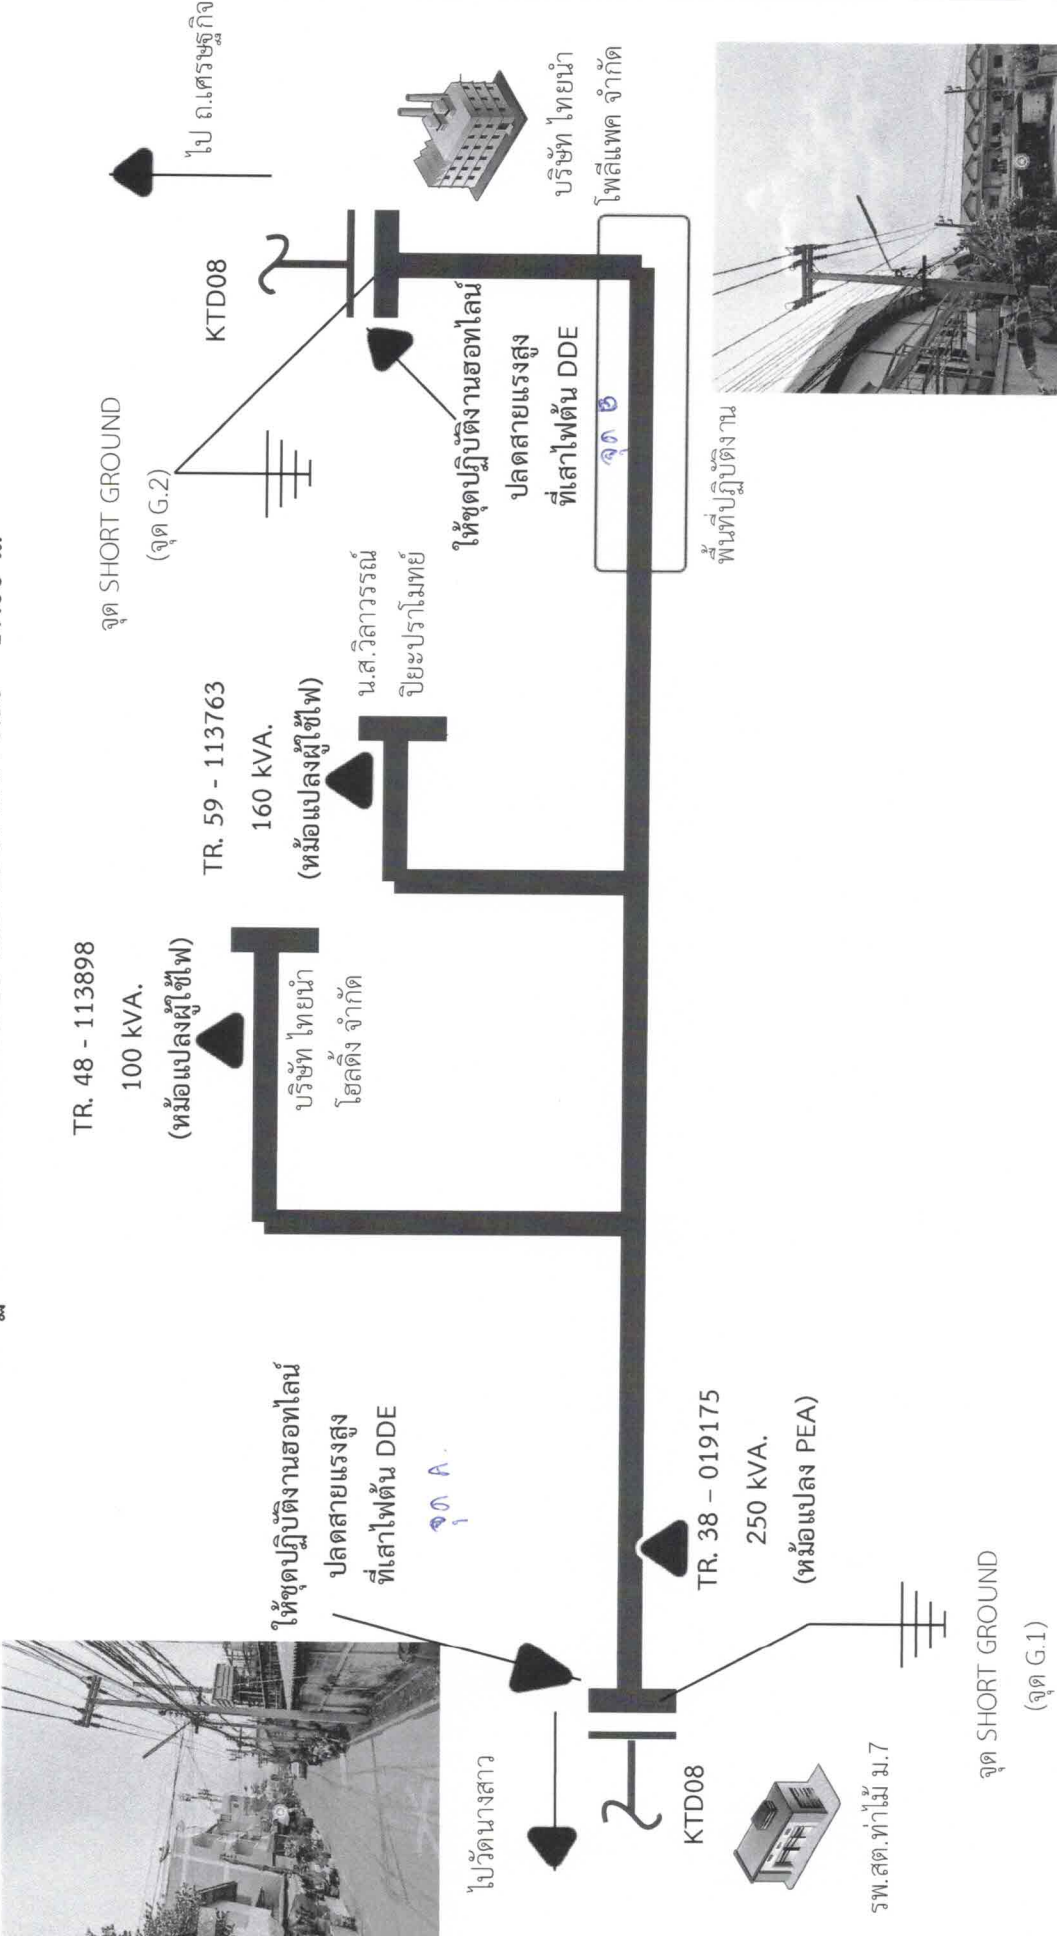 ไป ถ.เศรษฐกิจ
KTD08
บริษัท ไทยนำ
โพลีแพค จำกัด
จุด SHORT GROUND
(จุด G.2)
ให้ชุดปฏิบัติงานฮอทไลน์
ปลดสายแรงสูง
ที่เสาไฟต้น DDE
จุด B
พื้นที่ปฏิบัติงาน
TR. 59 - 113763
160 kVA.
(หม้อแปลงผู้ใช้ไฟ)
น.ส.วิลาวรรณ์
ปิยะปราโมทย์
TR. 48 - 113898
100 kVA.
(หม้อแปลงผู้ใช้ไฟ)
บริษัท ไทยนำ
โฮลดิ้ง จำกัด
ให้ชุดปฏิบัติงานฮอทไลน์
ปลดสายแรงสูง
ที่เสาไฟต้น DDE
จุด A.
TR. 38 – 019175
250 kVA.
(หม้อแปลง PEA)
ไปวัดนางสาว
KTD08
รพ.สต.ท่าไม้ ม.7
จุด SHORT GROUND
(จุด G.1)